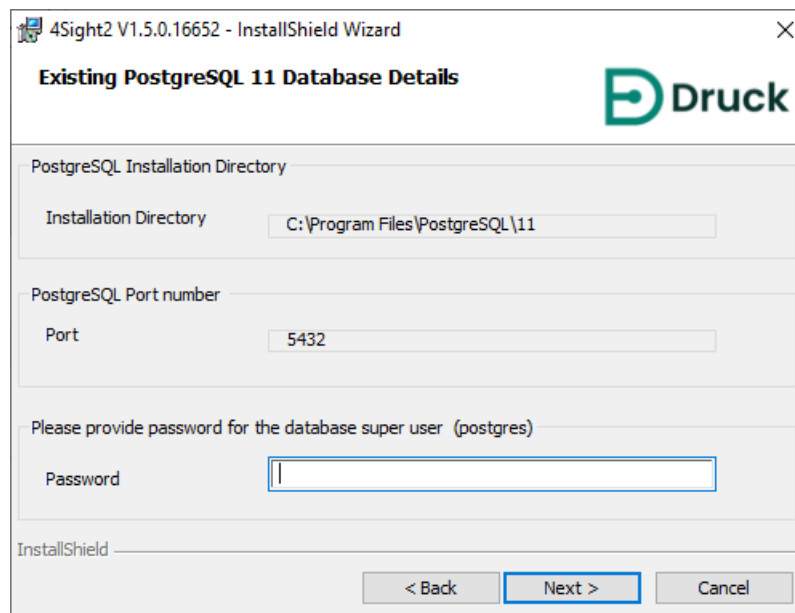 4Sight2 V1.5.0.16652 - InstallShield Wizard
Existing PostgreSQL 11 Database Details
Druck
PostgreSQL Installation Directory
Installation Directory
C:\Program Files\PostgreSQL\11
PostgreSQL Port number
Port
5432
Please provide password for the database super user  (postgres)
Password
InstallShield
< Back
Next >
Cancel